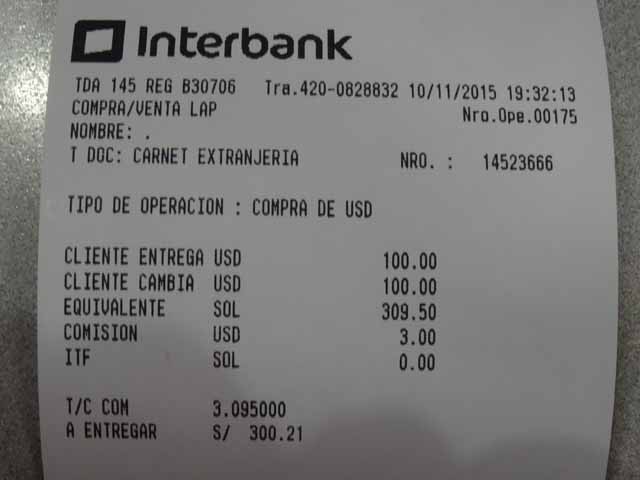 Interbank
TDA 145 REG B30706 Tra.420-0828832 10/11/2015 19:32:13
COMPRA/VENTA LAP Nro.Ope.00175
NOMBRE: .
T DOC: CARNET EXTRANJERIA NRO. : 14523666
TIPO DE OPERACION : COMPRA DE USD
CLIENTE ENTREGA USD 100.00
CLIENTE CAMBIA USD 100.00
EQUIVALENTE SOL 309.50
COMISION USD 3.00
ITF SOL 0.00
T/C COM 3.095000
A ENTREGAR S/ 300.21